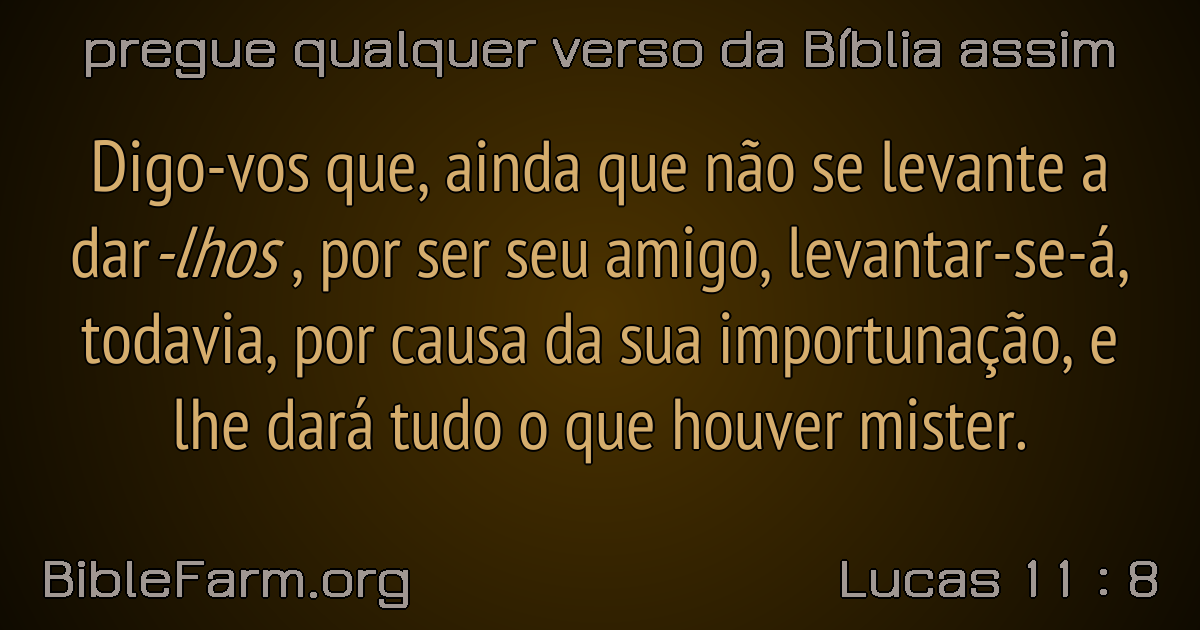 pregue qualquer verso da Bíblia assim
Digo-vos que, ainda que não se levante a
dar -lhos , por ser seu amigo, levantar-se-á,
todavia, por causa da sua importunação, e
lhe dará tudo o que houver mister.
BibleFarm.org
Lucas 11 : 8